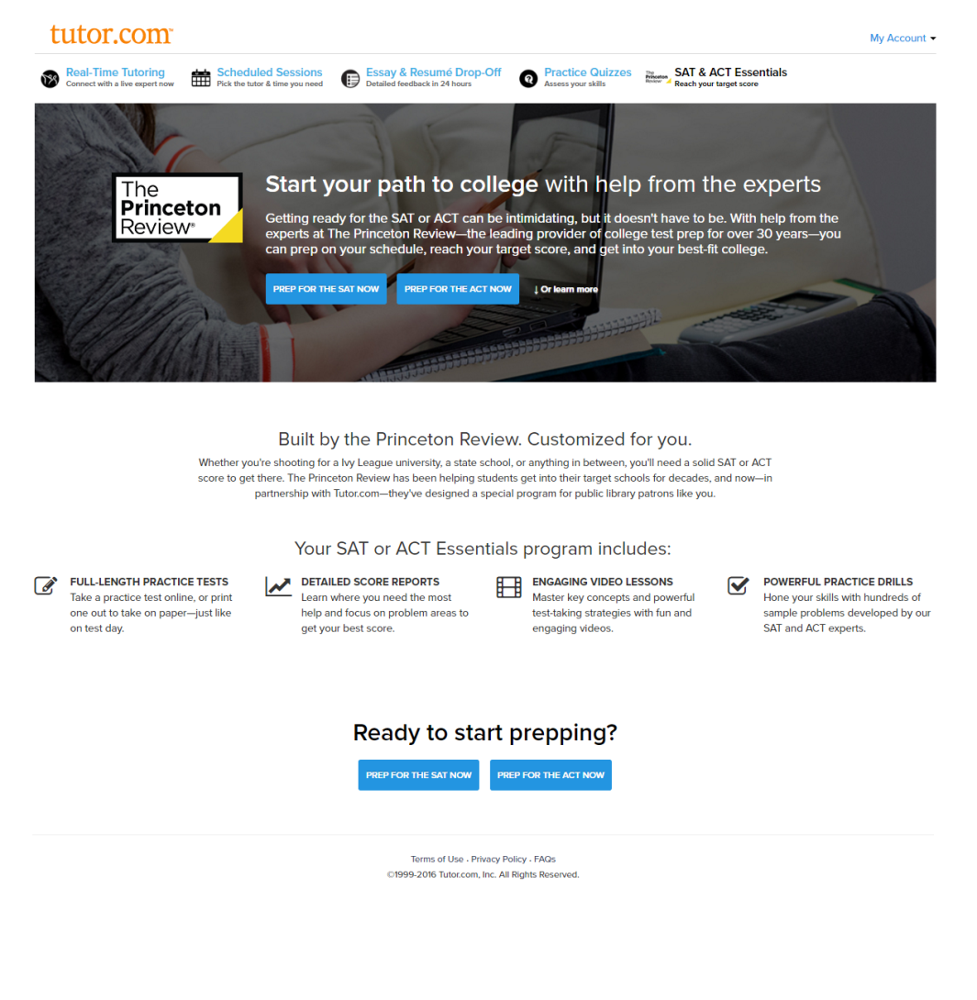 tutor.com™
My Account
Real-Time Tutoring
Connect with a live expert now
Scheduled Sessions
Pick the tutor & time you need
Essay & Resumé Drop-Off
Detailed feedback in 24 hours
Practice Quizzes
Assess your skills
The
Princeton
Review
SAT & ACT Essentials
Reach your target score
The
Princeton
Review®
Start your path to college with help from the experts
Getting ready for the SAT or ACT can be intimidating, but it doesn't have to be. With help from the
experts at The Princeton Review—the leading provider of college test prep for over 30 years—you
can prep on your schedule, reach your target score, and get into your best-fit college.
PREP FOR THE SAT NOW
PREP FOR THE ACT NOW
↓ Or learn more
Built by the Princeton Review. Customized for you.
Whether you're shooting for a Ivy League university, a state school, or anything in between, you'll need a solid SAT or ACT
score to get there. The Princeton Review has been helping students get into their target schools for decades, and now—in
partnership with Tutor.com—they've designed a special program for public library patrons like you.
Your SAT or ACT Essentials program includes:
FULL-LENGTH PRACTICE TESTS
Take a practice test online, or print
one out to take on paper—just like
on test day.
DETAILED SCORE REPORTS
Learn where you need the most
help and focus on problem areas to
get your best score.
ENGAGING VIDEO LESSONS
Master key concepts and powerful
test-taking strategies with fun and
engaging videos.
POWERFUL PRACTICE DRILLS
Hone your skills with hundreds of
sample problems developed by our
SAT and ACT experts.
Ready to start prepping?
PREP FOR THE SAT NOW
PREP FOR THE ACT NOW
Terms of Use • Privacy Policy • FAQs
©1999-2016 Tutor.com, Inc. All Rights Reserved.